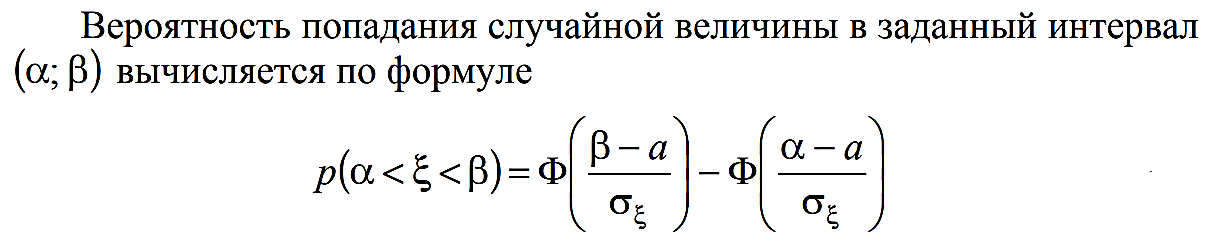 Вероятность попадания случайной величины в заданный интервал
(α; β) вычисляется по формуле
p(α < ξ < β) = Φ((β − a)/σ_ξ) − Φ((α − a)/σ_ξ)